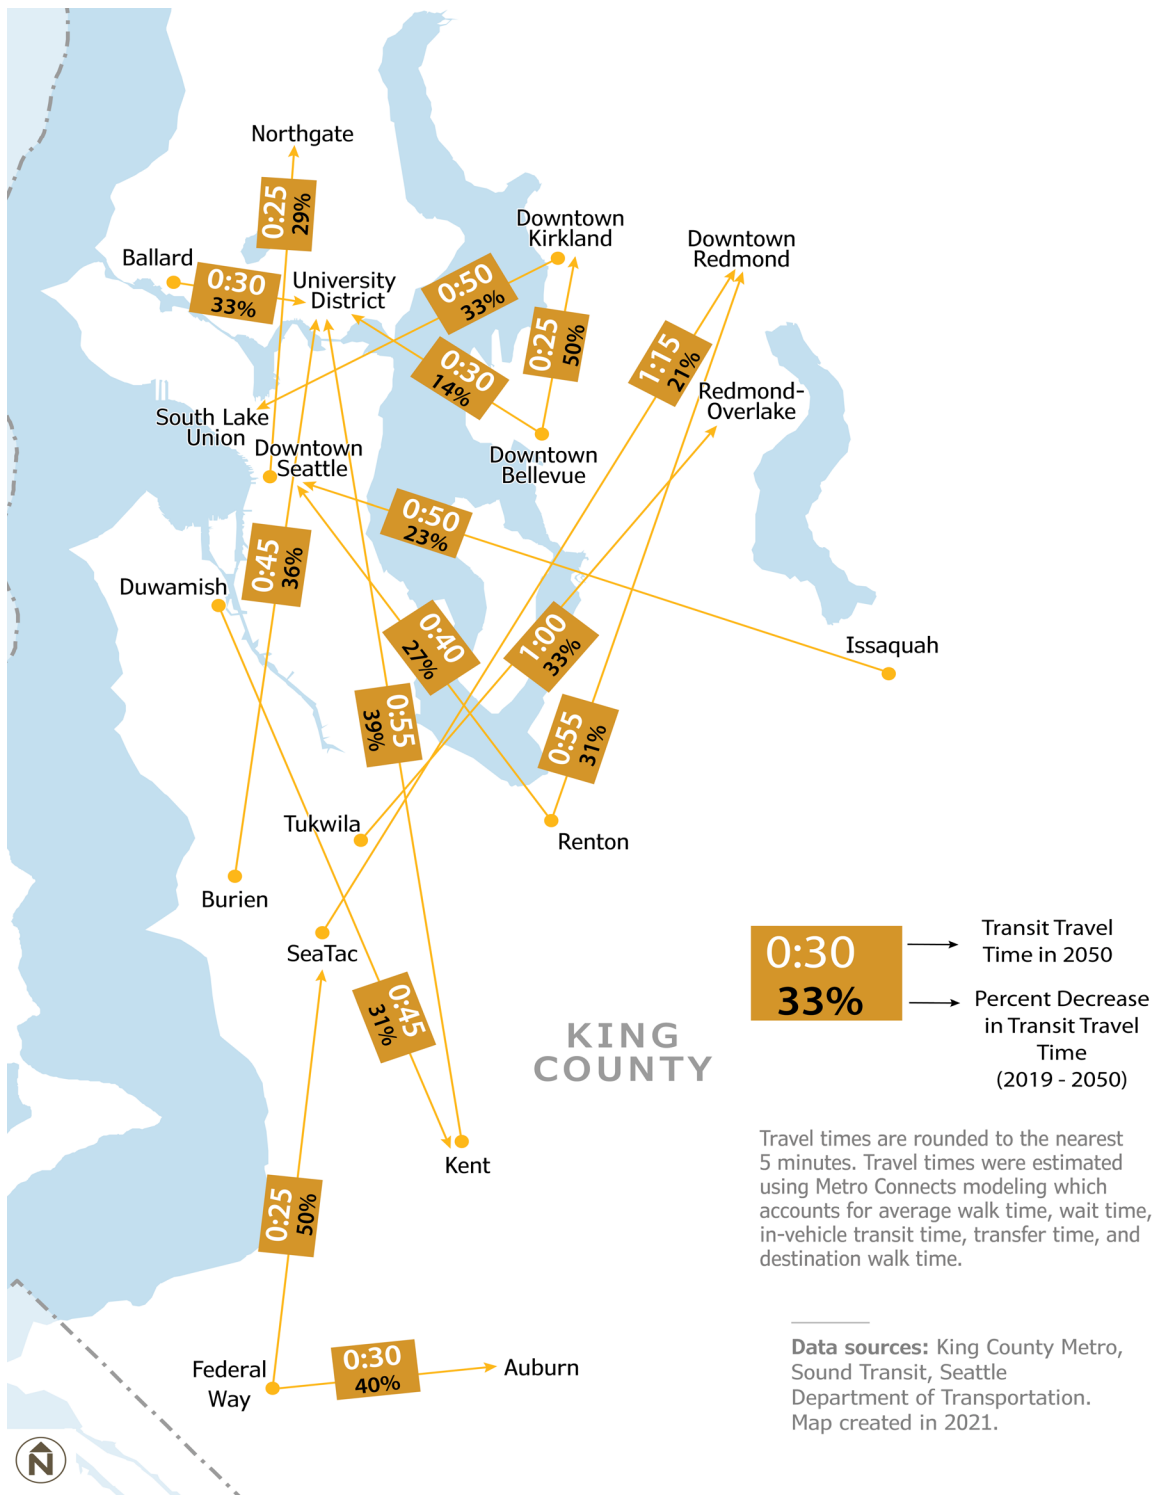 Northgate
0:25
29%
Ballard
0:30
33%
University
District
0:50
33%
Downtown
Kirkland
Downtown
Redmond
0:25
50%
0:30
14%
1:15
21%
Redmond-
Overlake
South Lake
Union
Downtown
Seattle
Downtown
Bellevue
0:50
23%
0:45
36%
Duwamish
0:40
27%
1:00
33%
Issaquah
0:55
39%
0:55
31%
Tukwila
Renton
Burien
SeaTac
0:45
31%
KING
COUNTY
Kent
0:25
50%
Federal
Way
0:30
40%
Auburn
0:30
33%
Transit Travel
Time in 2050
Percent Decrease
in Transit Travel
Time
(2019 - 2050)
Travel times are rounded to the nearest
5 minutes. Travel times were estimated
using Metro Connects modeling which
accounts for average walk time, wait time,
in-vehicle transit time, transfer time, and
destination walk time.
Data sources: King County Metro,
Sound Transit, Seattle
Department of Transportation.
Map created in 2021.
N